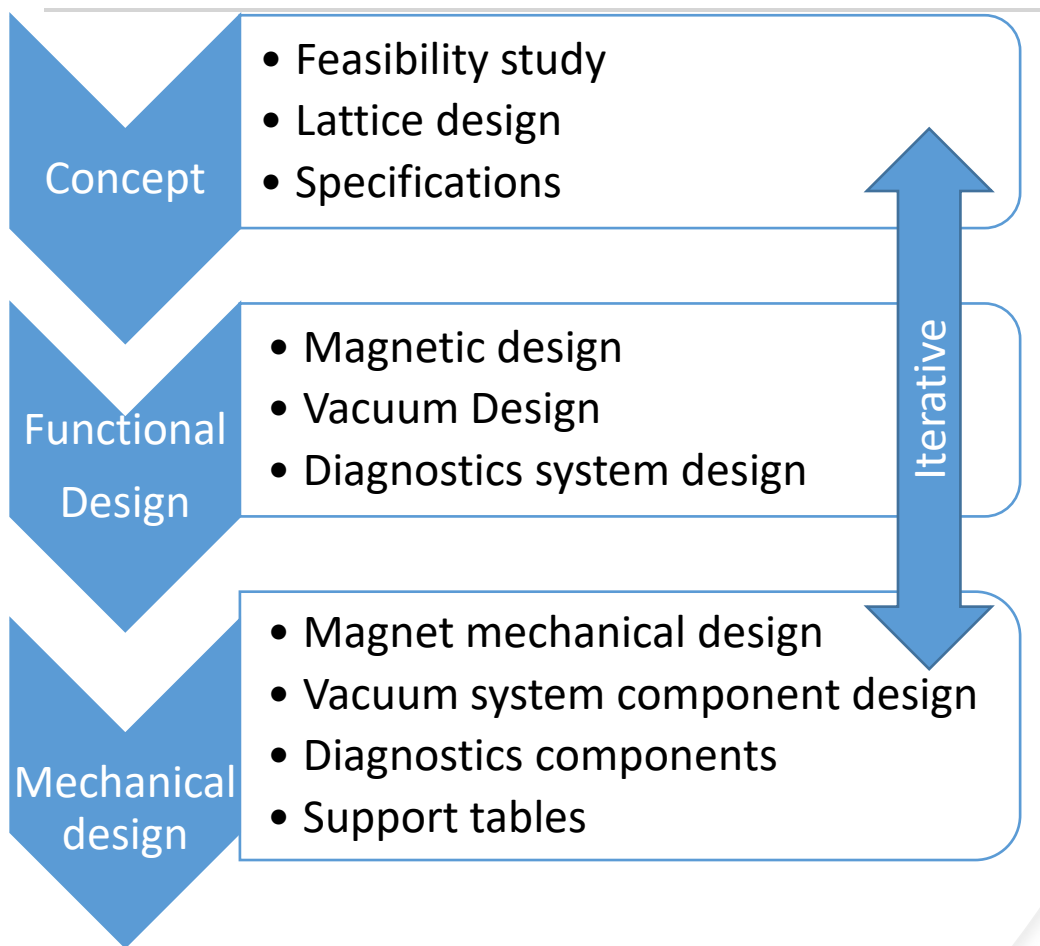 Concept
• Feasibility study
• Lattice design
• Specifications
Functional
Design
• Magnetic design
• Vacuum Design
• Diagnostics system design
Iterative
Mechanical
design
• Magnet mechanical design
• Vacuum system component design
• Diagnostics components
• Support tables